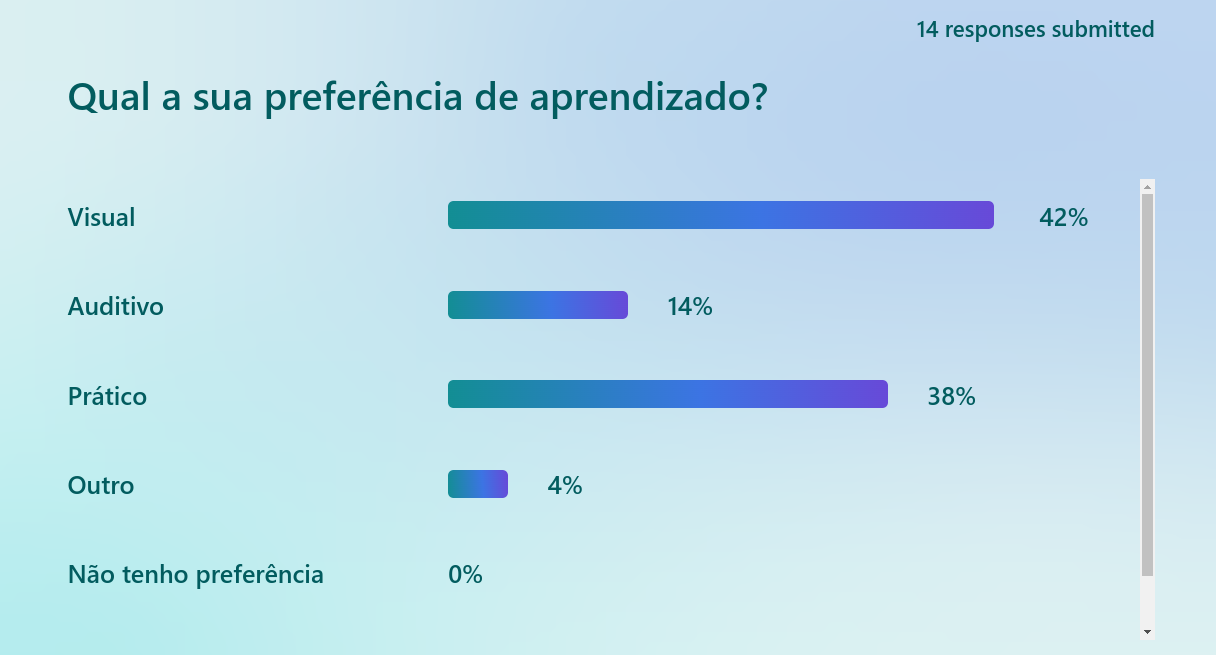 14 responses submitted
Qual a sua preferência de aprendizado?
Visual 42%
Auditivo 14%
Prático 38%
Outro 4%
Não tenho preferência 0%